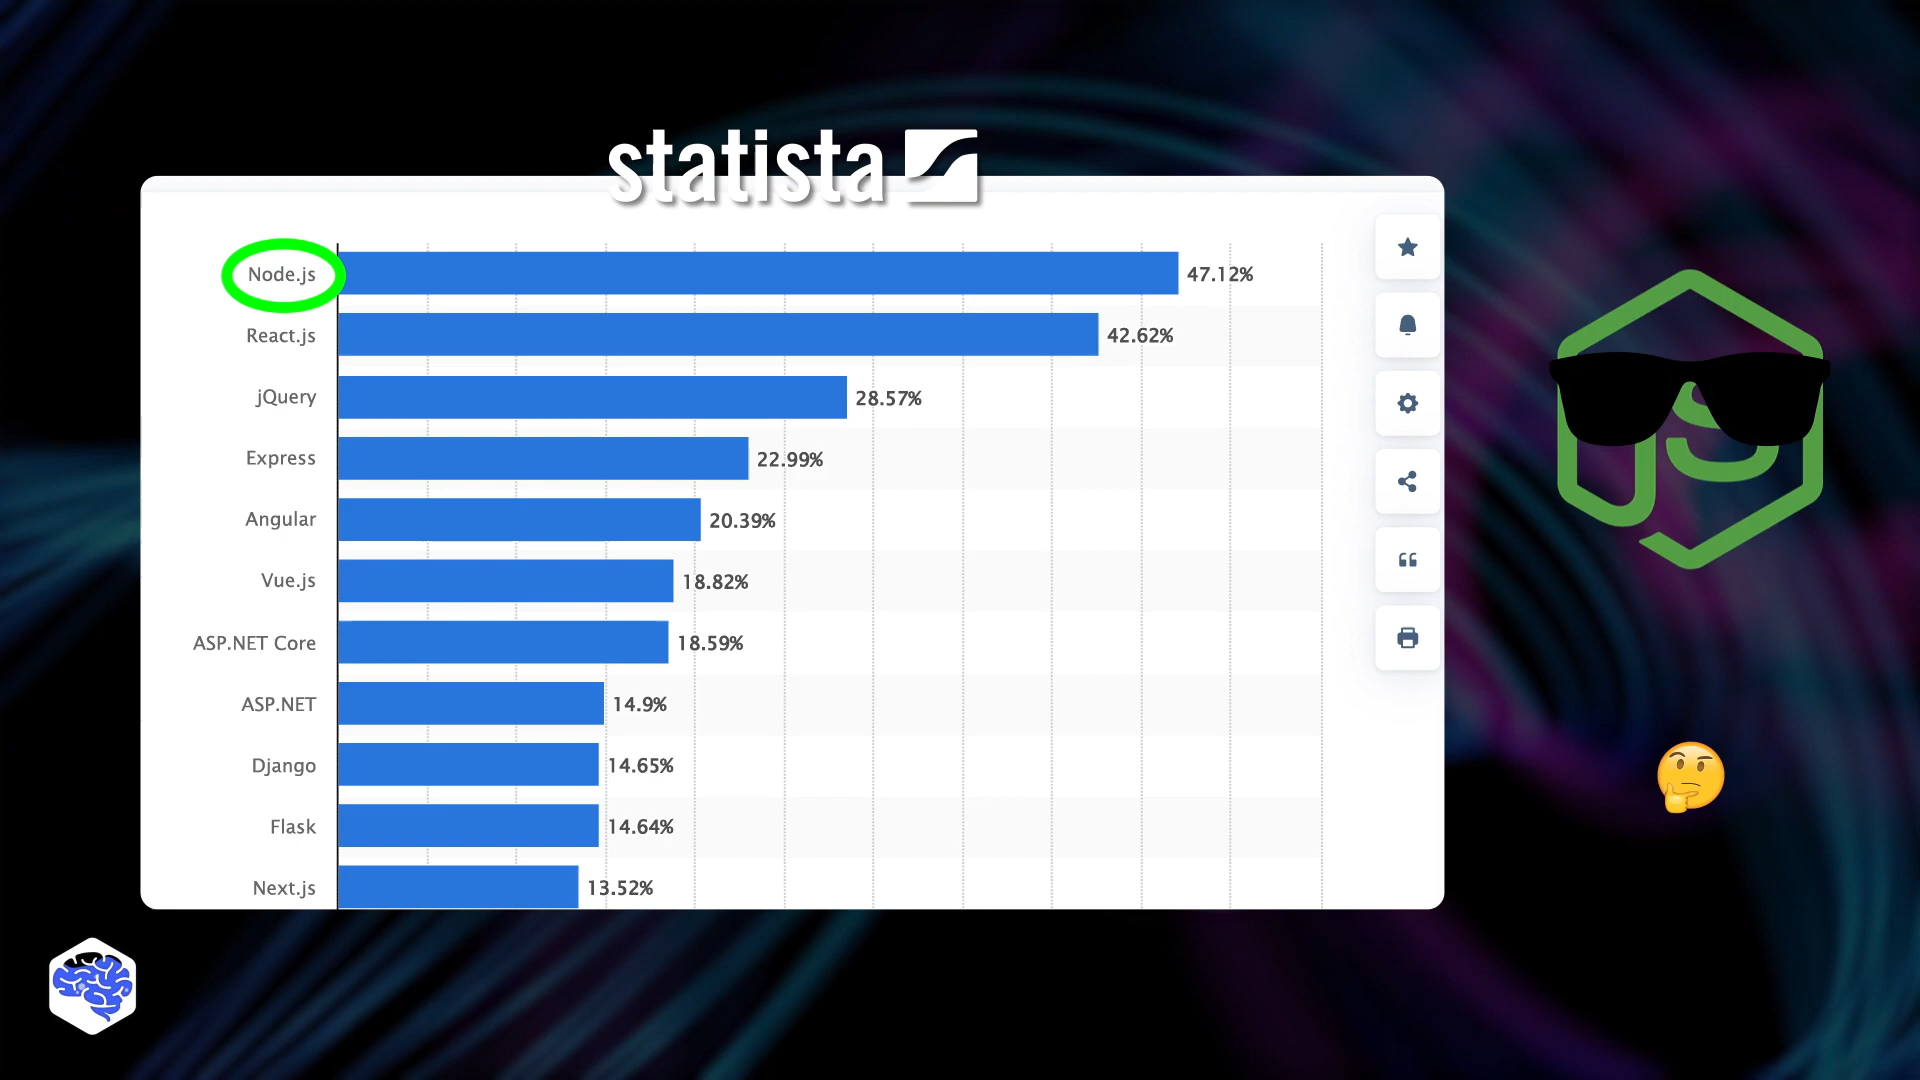 statista
Node.js 47.12%
React.js 42.62%
jQuery 28.57%
Express 22.99%
Angular 20.39%
Vue.js 18.82%
ASP.NET Core 18.59%
ASP.NET 14.9%
Django 14.65%
Flask 14.64%
Next.js 13.52%
JS